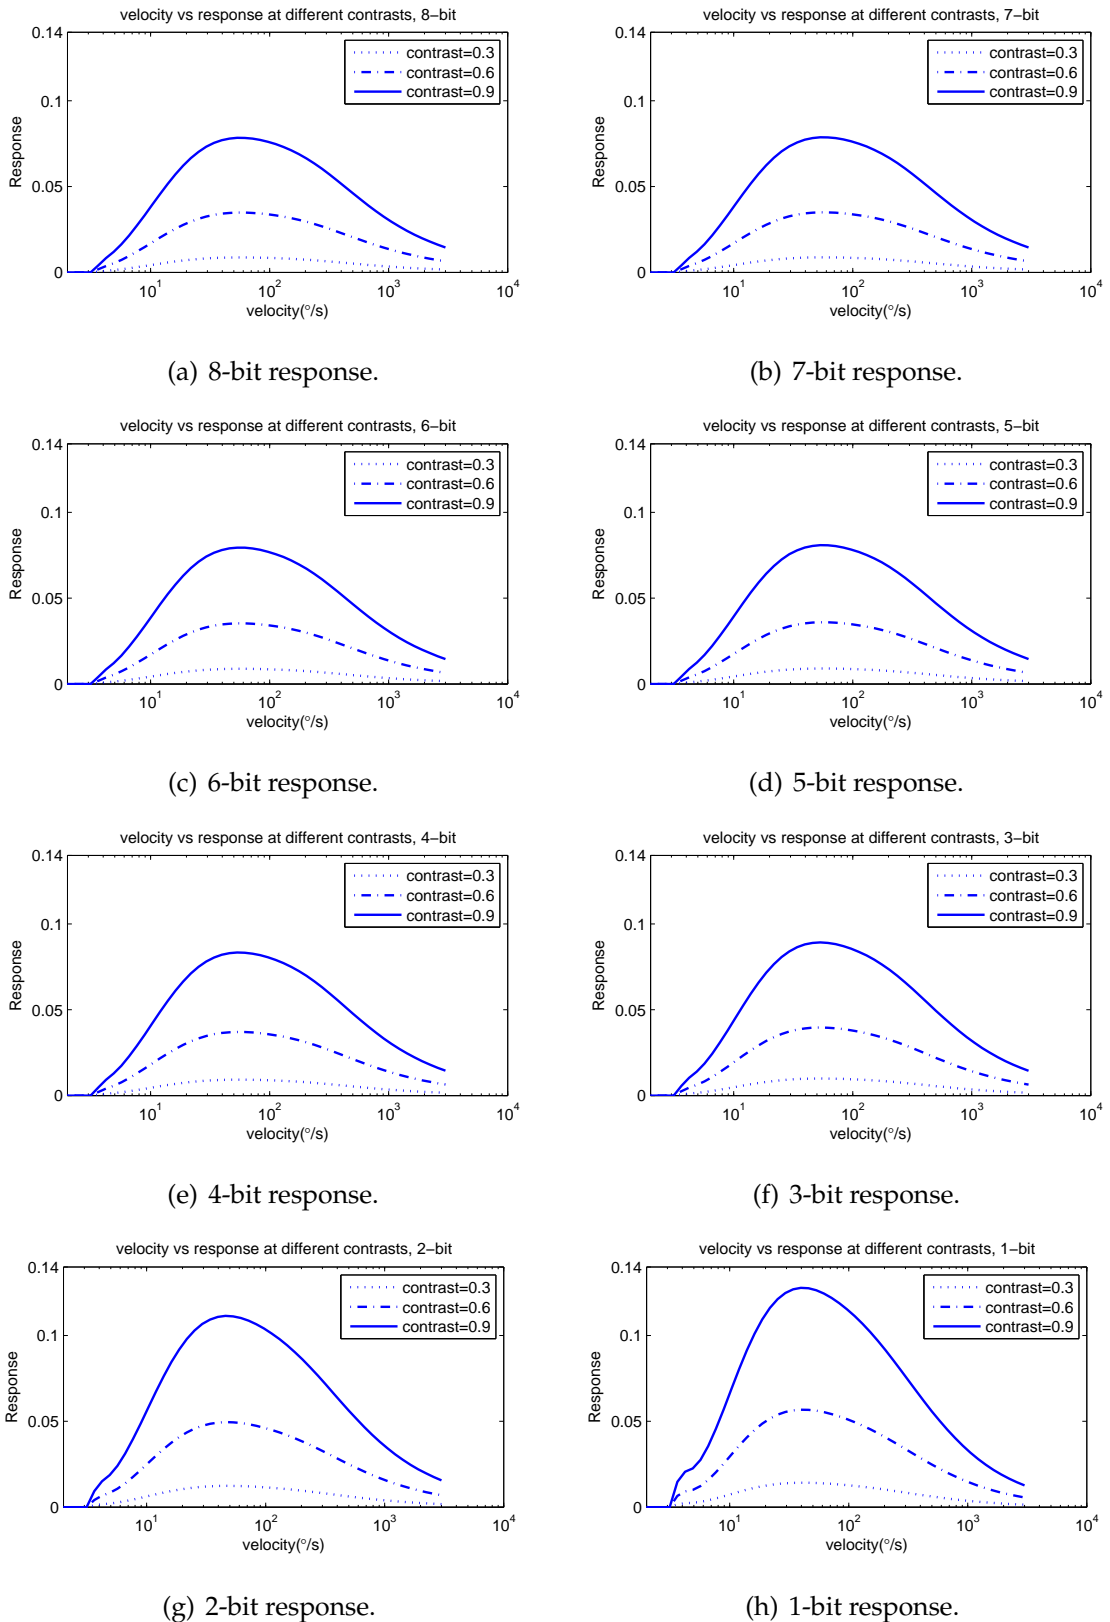 velocity vs response at different contrasts, 8−bit
0.14
0.1
0.05
0
Response
contrast=0.3
contrast=0.6
contrast=0.9
10^1
10^2
10^3
10^4
velocity(°/s)
(a) 8-bit response.
velocity vs response at different contrasts, 7−bit
0.14
0.1
0.05
0
Response
contrast=0.3
contrast=0.6
contrast=0.9
10^1
10^2
10^3
10^4
velocity(°/s)
(b) 7-bit response.
velocity vs response at different contrasts, 6−bit
0.14
0.1
0.05
0
Response
contrast=0.3
contrast=0.6
contrast=0.9
10^1
10^2
10^3
10^4
velocity(°/s)
(c) 6-bit response.
velocity vs response at different contrasts, 5−bit
0.14
0.1
0.05
0
Response
contrast=0.3
contrast=0.6
contrast=0.9
10^1
10^2
10^3
10^4
velocity(°/s)
(d) 5-bit response.
velocity vs response at different contrasts, 4−bit
0.14
0.1
0.05
0
Response
contrast=0.3
contrast=0.6
contrast=0.9
10^1
10^2
10^3
10^4
velocity(°/s)
(e) 4-bit response.
velocity vs response at different contrasts, 3−bit
0.14
0.1
0.05
0
Response
contrast=0.3
contrast=0.6
contrast=0.9
10^1
10^2
10^3
10^4
velocity(°/s)
(f) 3-bit response.
velocity vs response at different contrasts, 2−bit
0.14
0.1
0.05
0
Response
contrast=0.3
contrast=0.6
contrast=0.9
10^1
10^2
10^3
10^4
velocity(°/s)
(g) 2-bit response.
velocity vs response at different contrasts, 1−bit
0.14
0.1
0.05
0
Response
contrast=0.3
contrast=0.6
contrast=0.9
10^1
10^2
10^3
10^4
velocity(°/s)
(h) 1-bit response.